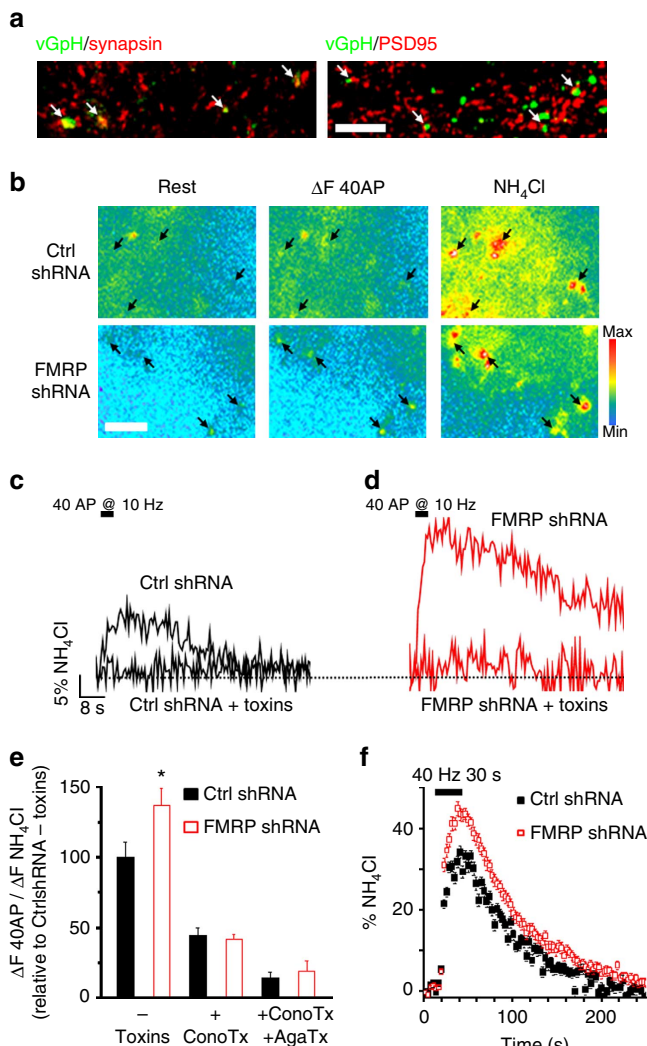 a
vGpH/synapsin
vGpH/PSD95
b
Rest
ΔF 40AP
NH4Cl
Ctrl
shRNA
FMRP
shRNA
Max
Min
c
40 AP @ 10 Hz
Ctrl shRNA
5% NH4Cl
8 s
Ctrl shRNA + toxins
d
40 AP @ 10 Hz
FMRP shRNA
FMRP shRNA + toxins
e
ΔF 40AP / ΔF NH4Cl
(relative to CtrlshRNA – toxins)
150
100
50
0
*
Ctrl shRNA
FMRP shRNA
–
Toxins
+
ConoTx
+ConoTx
+AgaTx
f
40 Hz 30 s
Ctrl shRNA
FMRP shRNA
% NH4Cl
40
20
0
0
100
200
Time (s)